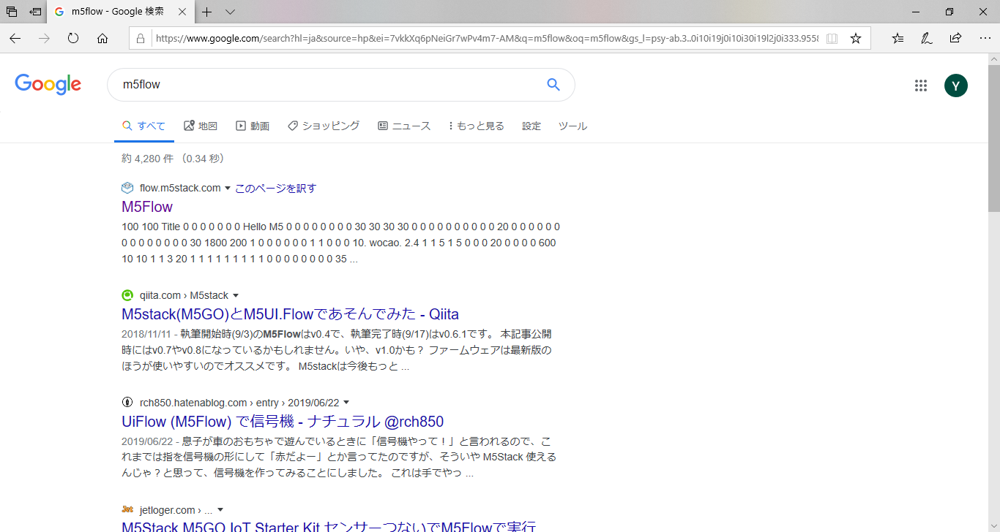 m5flow - Google 検索
https://www.google.com/search?hl=ja&source=hp&ei=7vkkXq6pNeiGr7wPv4m7-AM&q=m5flow&oq=m5flow&gs_l=psy-ab.3..0i10i19j0i10i30i19l2j0i333.9558
Google
m5flow
Y
すべて 地図 動画 ショッピング ニュース もっと見る 設定 ツール
約 4,280 件 （0.34 秒）
flow.m5stack.com このページを訳す
M5Flow
100 100 Title 0 0 0 0 0 0 0 Hello M5 0 0 0 0 0 0 0 0 30 30 30 30 0 0 0 0 0 0 0 0 0 0 20 0 0 0 0 0 0
0 0 0 0 0 0 0 0 30 1800 200 1 0 0 0 0 0 0 1 1 0 0 0 10. wocao. 2.4 1 1 5 1 5 0 0 0 20 0 0 0 0 600
10 10 1 1 3 20 1 1 1 1 1 1 1 1 1 0 0 0 0 0 0 0 0 35 ...
qiita.com › M5stack
M5stack(M5GO)とM5UI.Flowであそんでみた - Qiita
2018/11/11 - 執筆開始時(9/3)のM5Flowはv0.4で、執筆完了時(9/17)はv0.6.1です。 本記事公開
時にはv0.7やv0.8になっているかもしれません。いや、v1.0かも？ ファームウェアは最新版の
ほうが使いやすいのでオススメです。 M5stackは今後もっと ...
rch850.hatenablog.com › entry › 2019/06/22
UiFlow (M5Flow) で信号機 - ナチュラル @rch850
2019/06/22 - 息子が車のおもちゃで遊んでいるときに「信号機やって！」と言われるので、こ
れまでは指を信号機の形にして「赤だよー」とか言ってたのですが、そういや M5Stack 使える
んじゃ？と思って、信号機を作ってみることにしました。 これは手でやっ ...
Jet
jetloger.com › ...
M5Stack M5GO IoT Starter Kit センサーつないでM5Flowで実行